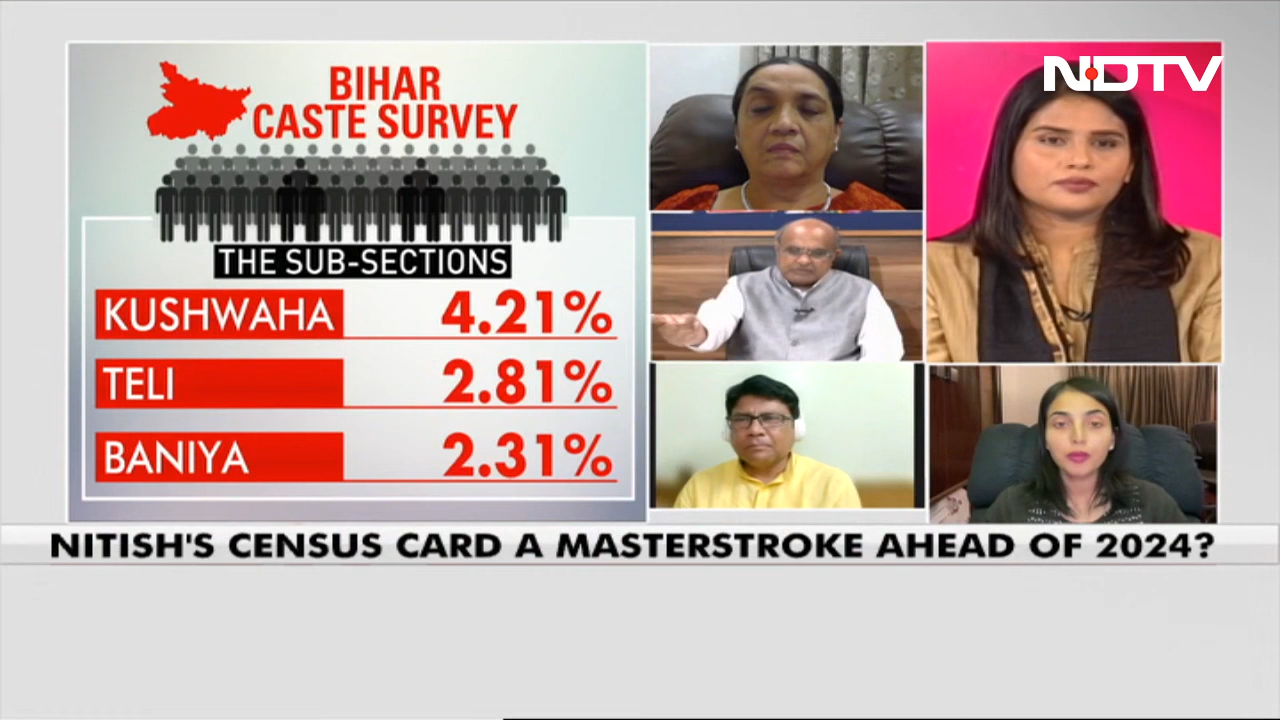 NDTV
BIHAR
CASTE SURVEY
THE SUB-SECTIONS
KUSHWAHA 4.21%
TELI 2.81%
BANIYA 2.31%
NITISH'S CENSUS CARD A MASTERSTROKE AHEAD OF 2024?